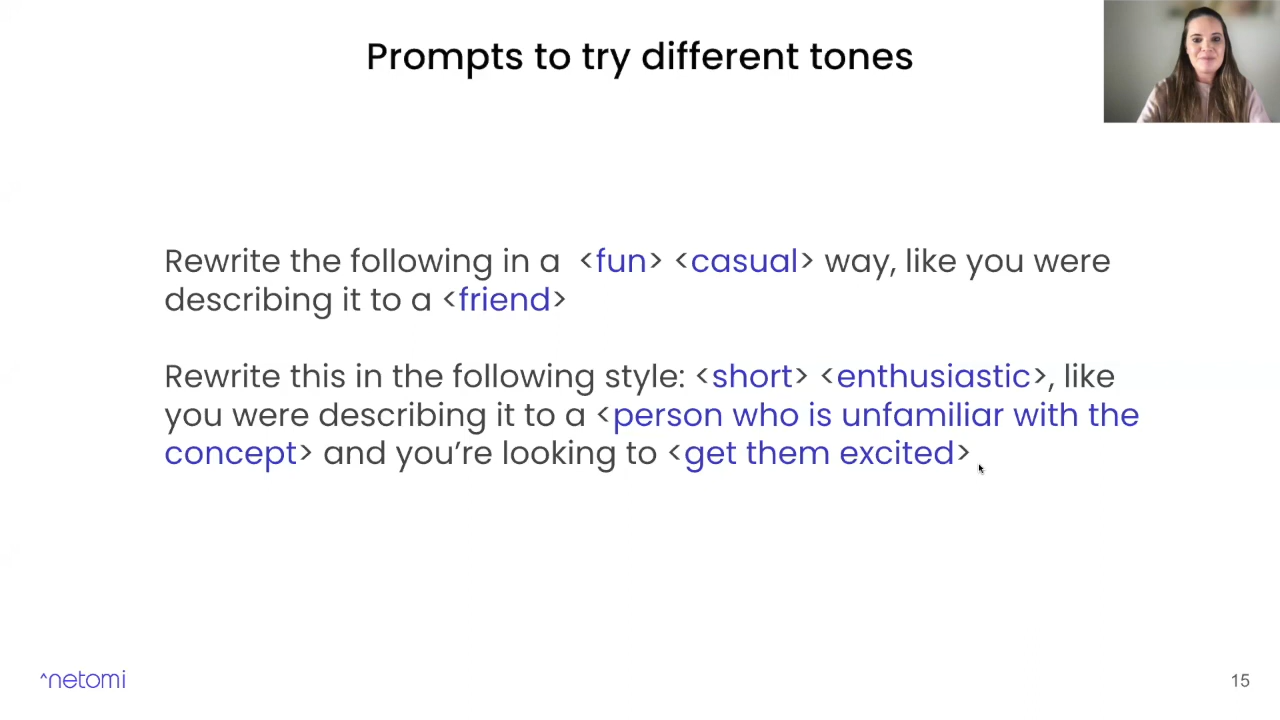 Prompts to try different tones
Rewrite the following in a <fun> <casual> way, like you were
describing it to a <friend>
Rewrite this in the following style: <short> <enthusiastic>, like
you were describing it to a <person who is unfamiliar with the
concept> and you’re looking to <get them excited>
^netomi
15